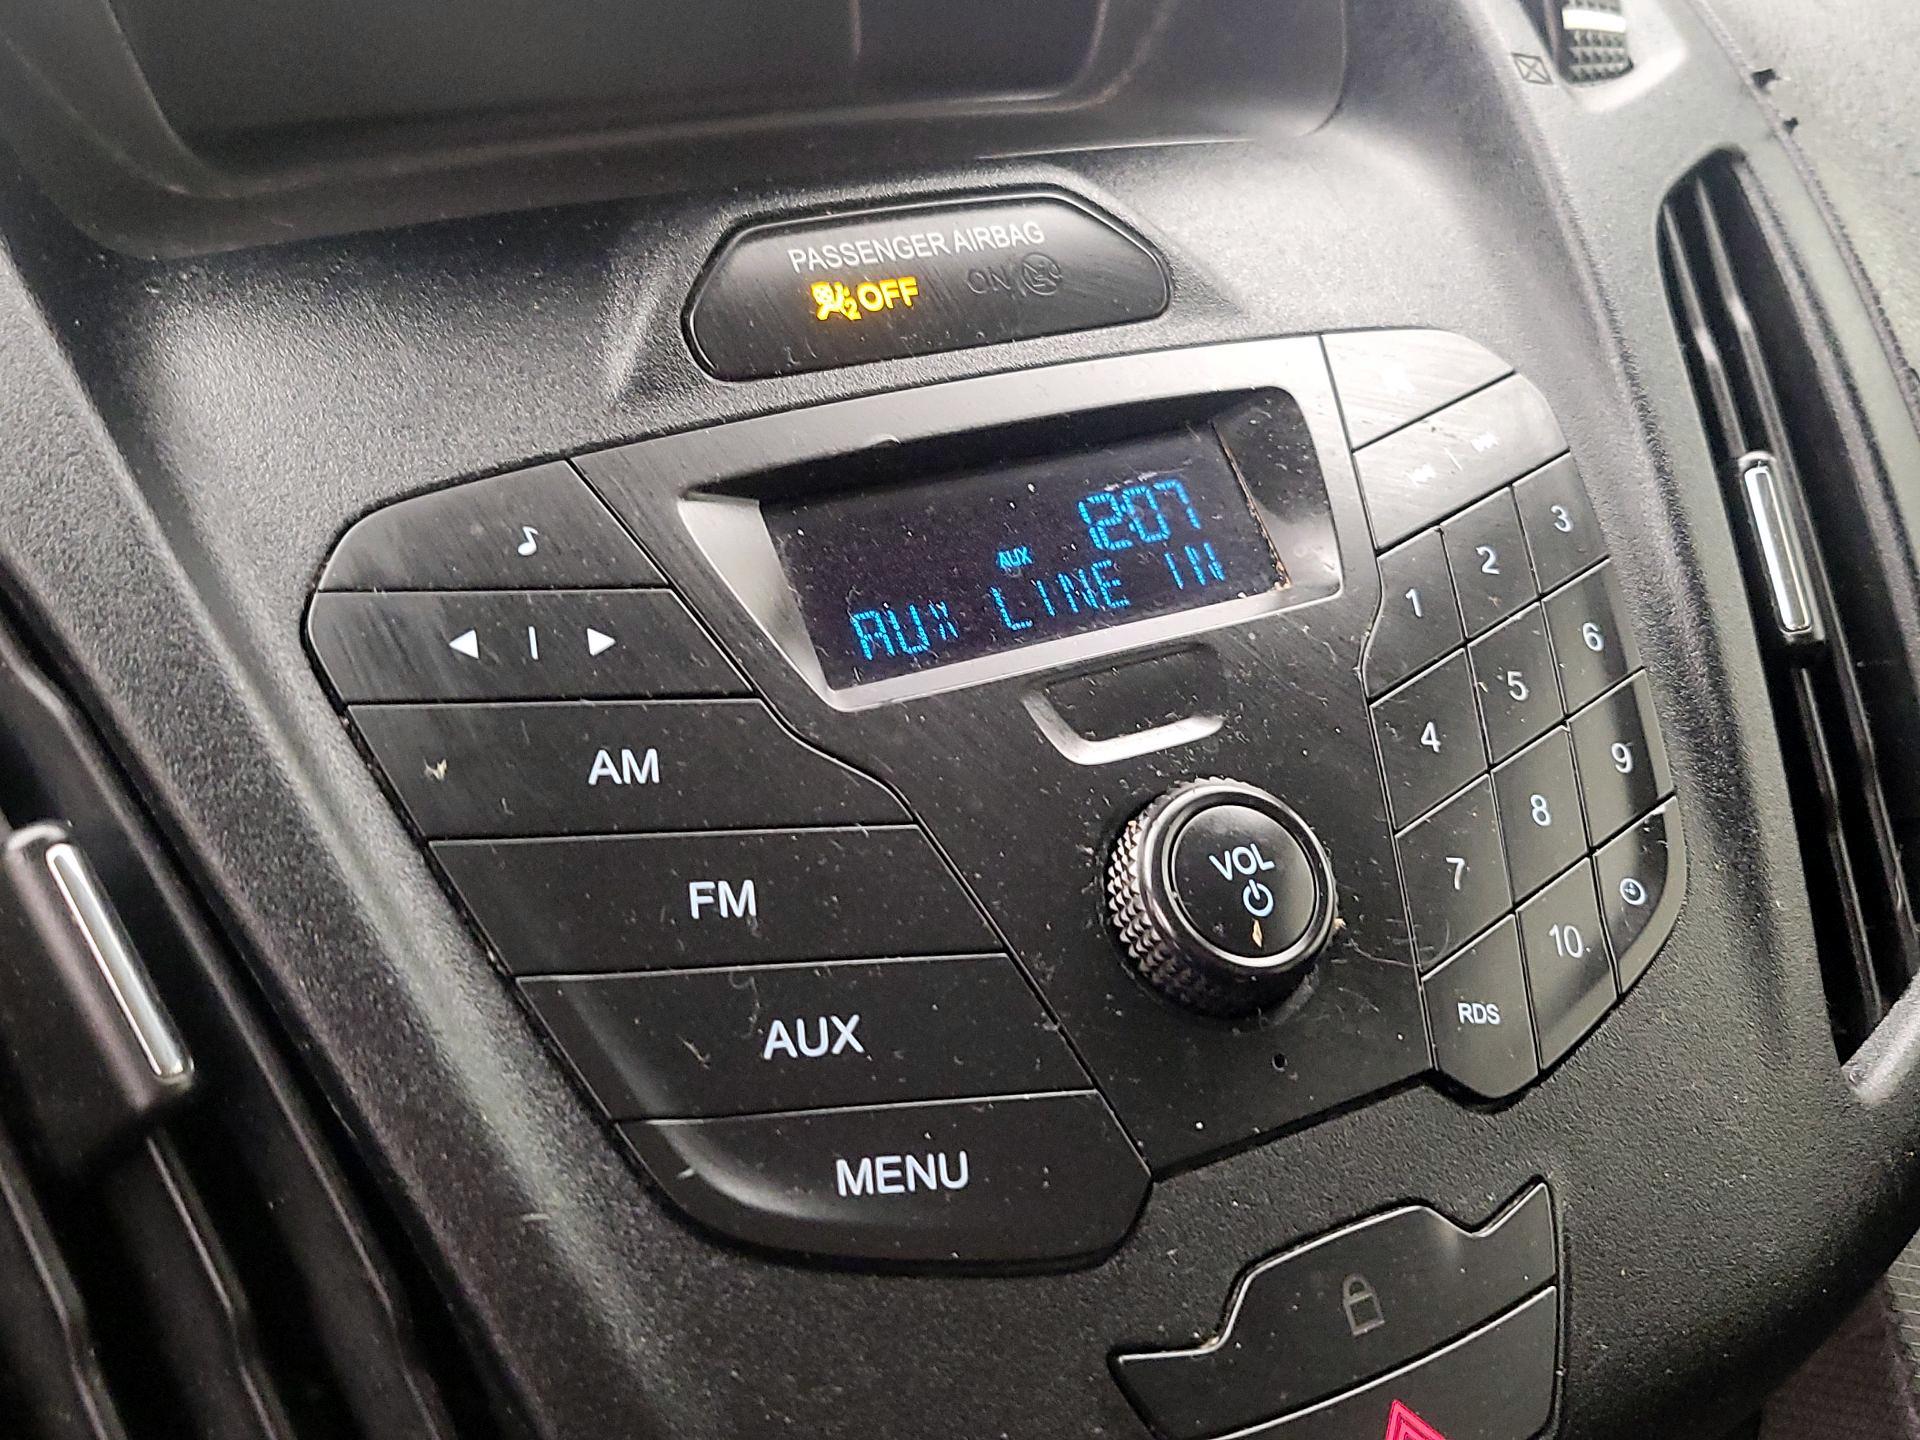 PASSENGER AIRBAG
2 OFF ON
1207
AUX
AUX LINE IN
AM
FM
AUX
MENU
VOL
1 2 3
4 5 6
7 8 9
RDS 10